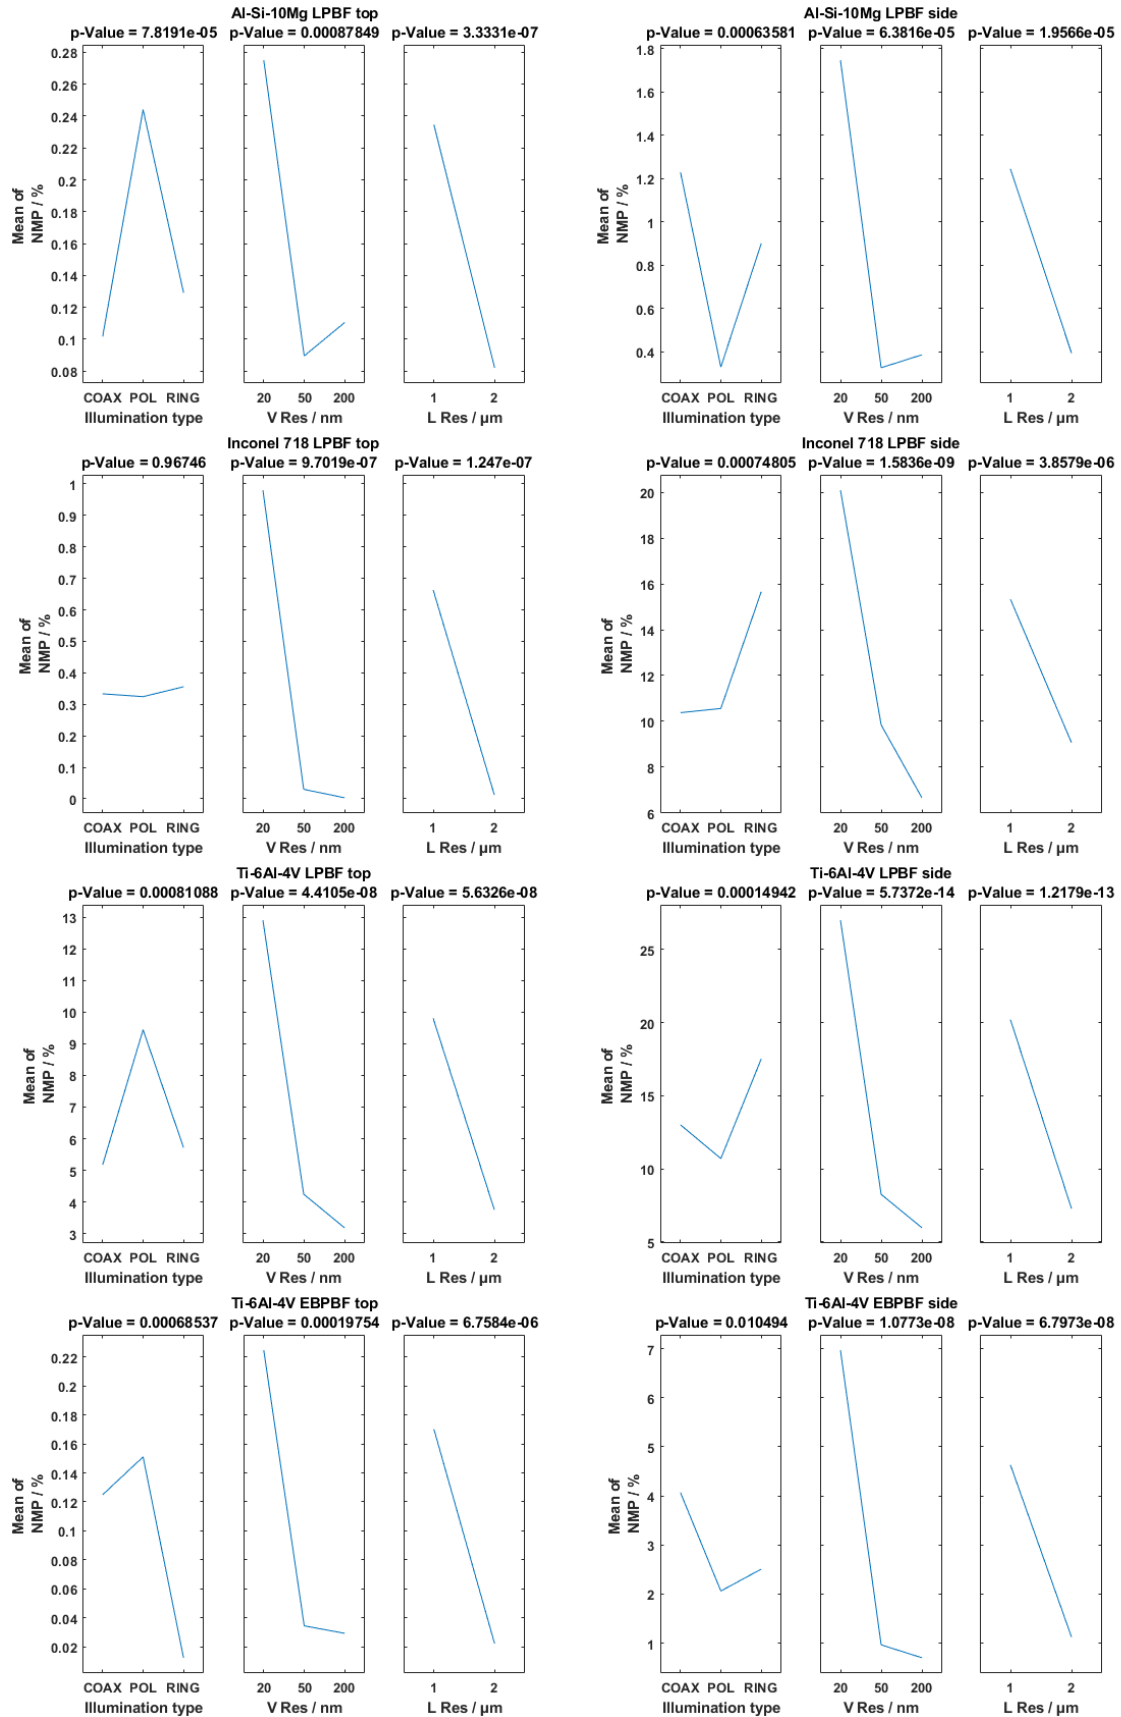 Al-Si-10Mg LPBF top
p-Value = 7.8191e-05 p-Value = 0.00087849 p-Value = 3.3331e-07
0.28
0.26
0.24
0.22
0.2
0.18
0.16
0.14
0.12
0.1
0.08
Mean of
NMP / %
COAX POL RING 20 50 200 1 2
Illumination type V Res / nm L Res / µm
Al-Si-10Mg LPBF side
p-Value = 0.00063581 p-Value = 6.3816e-05 p-Value = 1.9566e-05
1.8
1.6
1.4
1.2
1
0.8
0.6
0.4
Mean of
NMP / %
COAX POL RING 20 50 200 1 2
Illumination type V Res / nm L Res / µm
Inconel 718 LPBF top
p-Value = 0.96746 p-Value = 9.7019e-07 p-Value = 1.247e-07
1
0.9
0.8
0.7
0.6
0.5
0.4
0.3
0.2
0.1
0
Mean of
NMP / %
COAX POL RING 20 50 200 1 2
Illumination type V Res / nm L Res / µm
Inconel 718 LPBF side
p-Value = 0.00074805 p-Value = 1.5836e-09 p-Value = 3.8579e-06
20
18
16
14
12
10
8
6
Mean of
NMP / %
COAX POL RING 20 50 200 1 2
Illumination type V Res / nm L Res / µm
Ti-6Al-4V LPBF top
p-Value = 0.00081088 p-Value = 4.4105e-08 p-Value = 5.6326e-08
13
12
11
10
9
8
7
6
5
4
3
Mean of
NMP / %
COAX POL RING 20 50 200 1 2
Illumination type V Res / nm L Res / µm
Ti-6Al-4V LPBF side
p-Value = 0.00014942 p-Value = 5.7372e-14 p-Value = 1.2179e-13
25
20
15
10
5
Mean of
NMP / %
COAX POL RING 20 50 200 1 2
Illumination type V Res / nm L Res / µm
Ti-6Al-4V EBPBF top
p-Value = 0.00068537 p-Value = 0.00019754 p-Value = 6.7584e-06
0.22
0.2
0.18
0.16
0.14
0.12
0.1
0.08
0.06
0.04
0.02
Mean of
NMP / %
COAX POL RING 20 50 200 1 2
Illumination type V Res / nm L Res / µm
Ti-6Al-4V EBPBF side
p-Value = 0.010494 p-Value = 1.0773e-08 p-Value = 6.7973e-08
7
6
5
4
3
2
1
Mean of
NMP / %
COAX POL RING 20 50 200 1 2
Illumination type V Res / nm L Res / µm